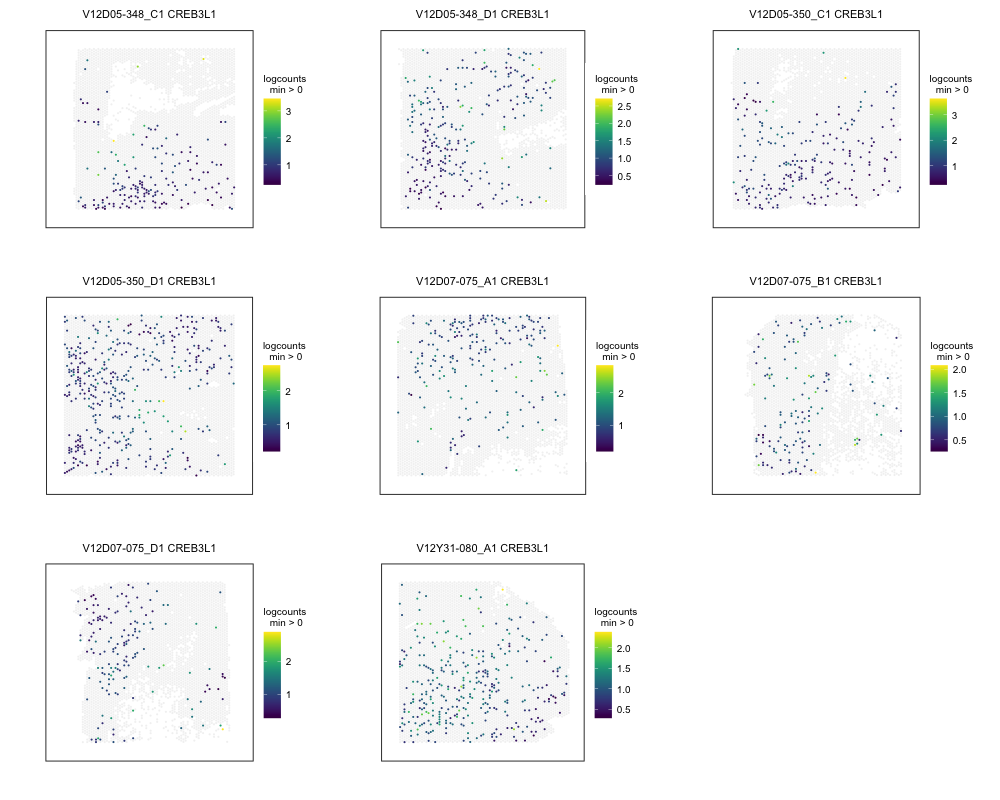 V12D05-348_C1 CREB3L1
logcounts
min > 0
3
2
1
V12D05-348_D1 CREB3L1
logcounts
min > 0
2.5
2.0
1.5
1.0
0.5
V12D05-350_C1 CREB3L1
logcounts
min > 0
3
2
1
V12D05-350_D1 CREB3L1
logcounts
min > 0
2
1
V12D07-075_A1 CREB3L1
logcounts
min > 0
2
1
V12D07-075_B1 CREB3L1
logcounts
min > 0
2.0
1.5
1.0
0.5
V12D07-075_D1 CREB3L1
logcounts
min > 0
2
1
V12Y31-080_A1 CREB3L1
logcounts
min > 0
2.0
1.5
1.0
0.5